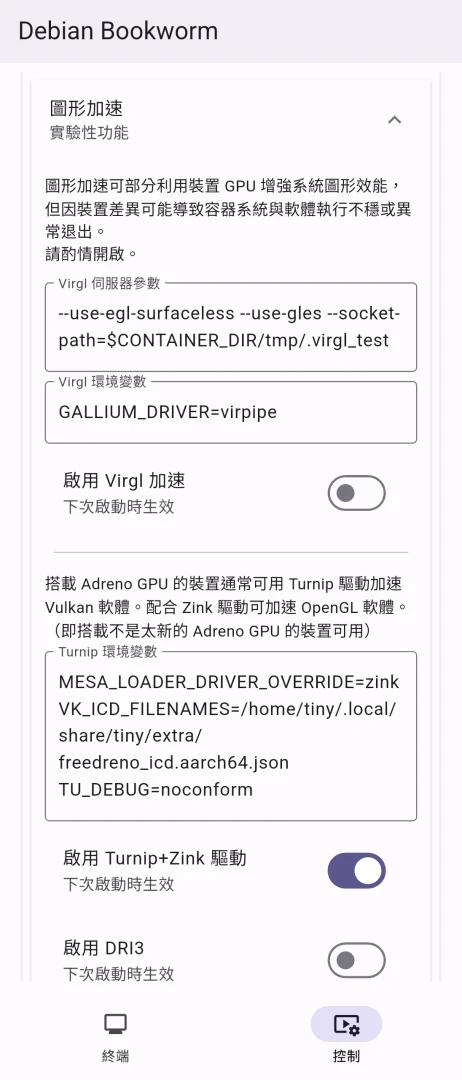 Debian Bookworm
圖形加速
實驗性功能
圖形加速可部分利用裝置 GPU 增強系統圖形效能，
但因裝置差異可能導致容器系統與軟體執行不穩或異
常退出。
請酌情開啟。
Virgl 伺服器參數
--use-egl-surfaceless --use-gles --socket-
path=$CONTAINER_DIR/tmp/.virgl_test
Virgl 環境變數
GALLIUM_DRIVER=virpipe
啟用 Virgl 加速
下次啟動時生效
搭載 Adreno GPU 的裝置通常可用 Turnip 驅動加速
Vulkan 軟體。配合 Zink 驅動可加速 OpenGL 軟體。
（即搭載不是太新的 Adreno GPU 的裝置可用）
Turnip 環境變數
MESA_LOADER_DRIVER_OVERRIDE=zink
VK_ICD_FILENAMES=/home/tiny/.local/
share/tiny/extra/
freedreno_icd.aarch64.json
TU_DEBUG=noconform
啟用 Turnip+Zink 驅動
下次啟動時生效
啟用 DRI3
下次啟動時生效
終端
控制